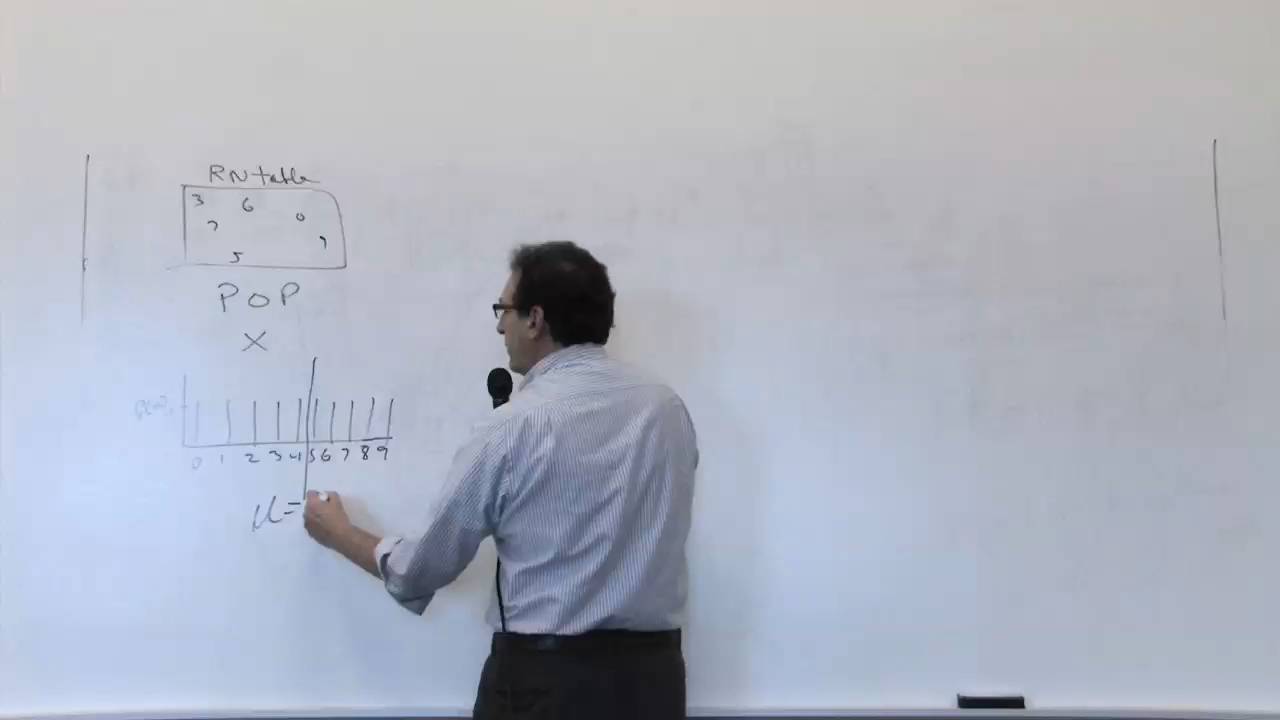 RN table
3 6
7 0
5 9
POP
X
0 1 2 3 4 5 6 7 8 9
μ=